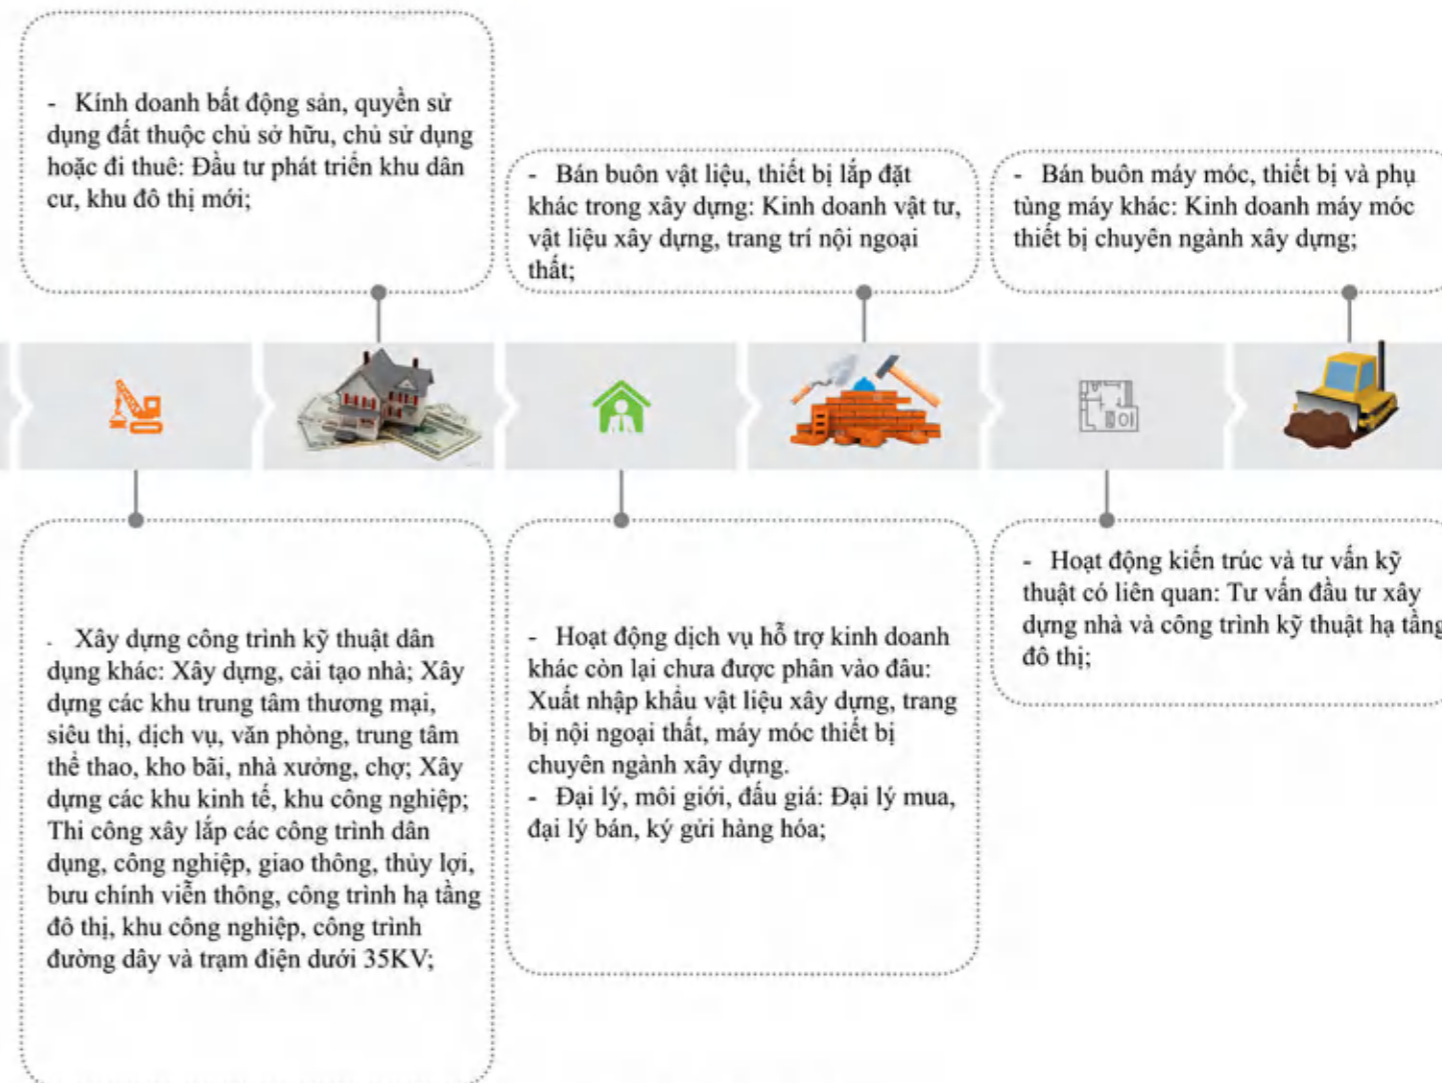 - Kính doanh bất động sản, quyền sử
dụng đất thuộc chủ sở hữu, chủ sử dụng
hoặc đi thuê: Đầu tư phát triển khu dân
cư, khu đô thị mới;
- Bán buôn vật liệu, thiết bị lắp đặt
khác trong xây dựng: Kinh doanh vật tư,
vật liệu xây dựng, trang trí nội ngoại
thất;
- Bán buôn máy móc, thiết bị và phụ
tùng máy khác: Kinh doanh máy móc
thiết bị chuyên ngành xây dựng;
- Xây dựng công trình kỹ thuật dân
dụng khác: Xây dựng, cải tạo nhà; Xây
dựng các khu trung tâm thương mại,
siêu thị, dịch vụ, văn phòng, trung tâm
thể thao, kho bãi, nhà xưởng, chợ; Xây
dựng các khu kinh tế, khu công nghiệp;
Thi công xây lắp các công trình dân
dụng, công nghiệp, giao thông, thủy lợi,
bưu chính viễn thông, công trình hạ tầng
đô thị, khu công nghiệp, công trình
đường dây và trạm điện dưới 35KV;
- Hoạt động dịch vụ hỗ trợ kinh doanh
khác còn lại chưa được phân vào đâu:
Xuất nhập khẩu vật liệu xây dựng, trang
bị nội ngoại thất, máy móc thiết bị
chuyên ngành xây dựng.
- Đại lý, môi giới, đấu giá: Đại lý mua,
đại lý bán, ký gửi hàng hóa;
- Hoạt động kiến trúc và tư vấn kỹ
thuật có liên quan: Tư vấn đầu tư xây
dựng nhà và công trình kỹ thuật hạ tầng
đô thị;